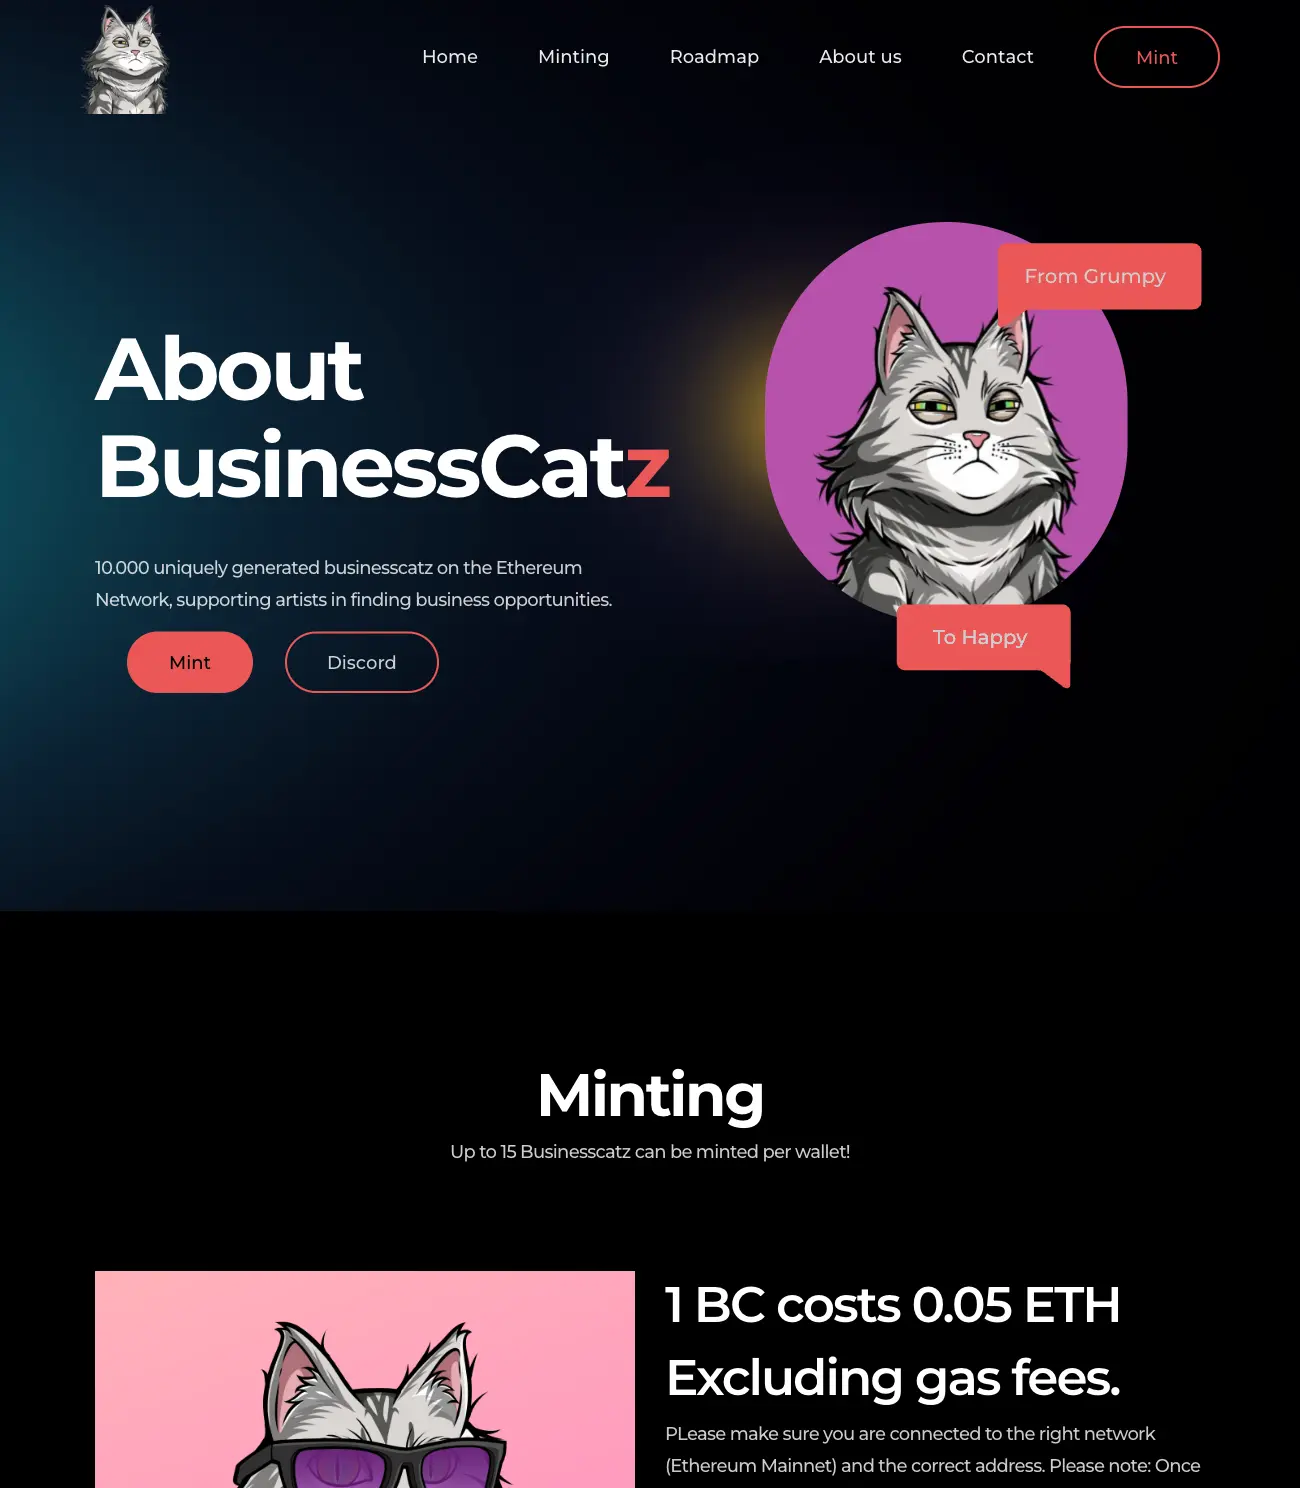 Home Minting Roadmap About us Contact Mint
From Grumpy
About
BusinessCatz
10.000 uniquely generated businesscatz on the Ethereum
Network, supporting artists in finding business opportunities.
To Happy
Mint Discord
Minting
Up to 15 Businesscatz can be minted per wallet!
1 BC costs 0.05 ETH
Excluding gas fees.
PLease make sure you are connected to the right network
(Ethereum Mainnet) and the correct address. Please note: Once